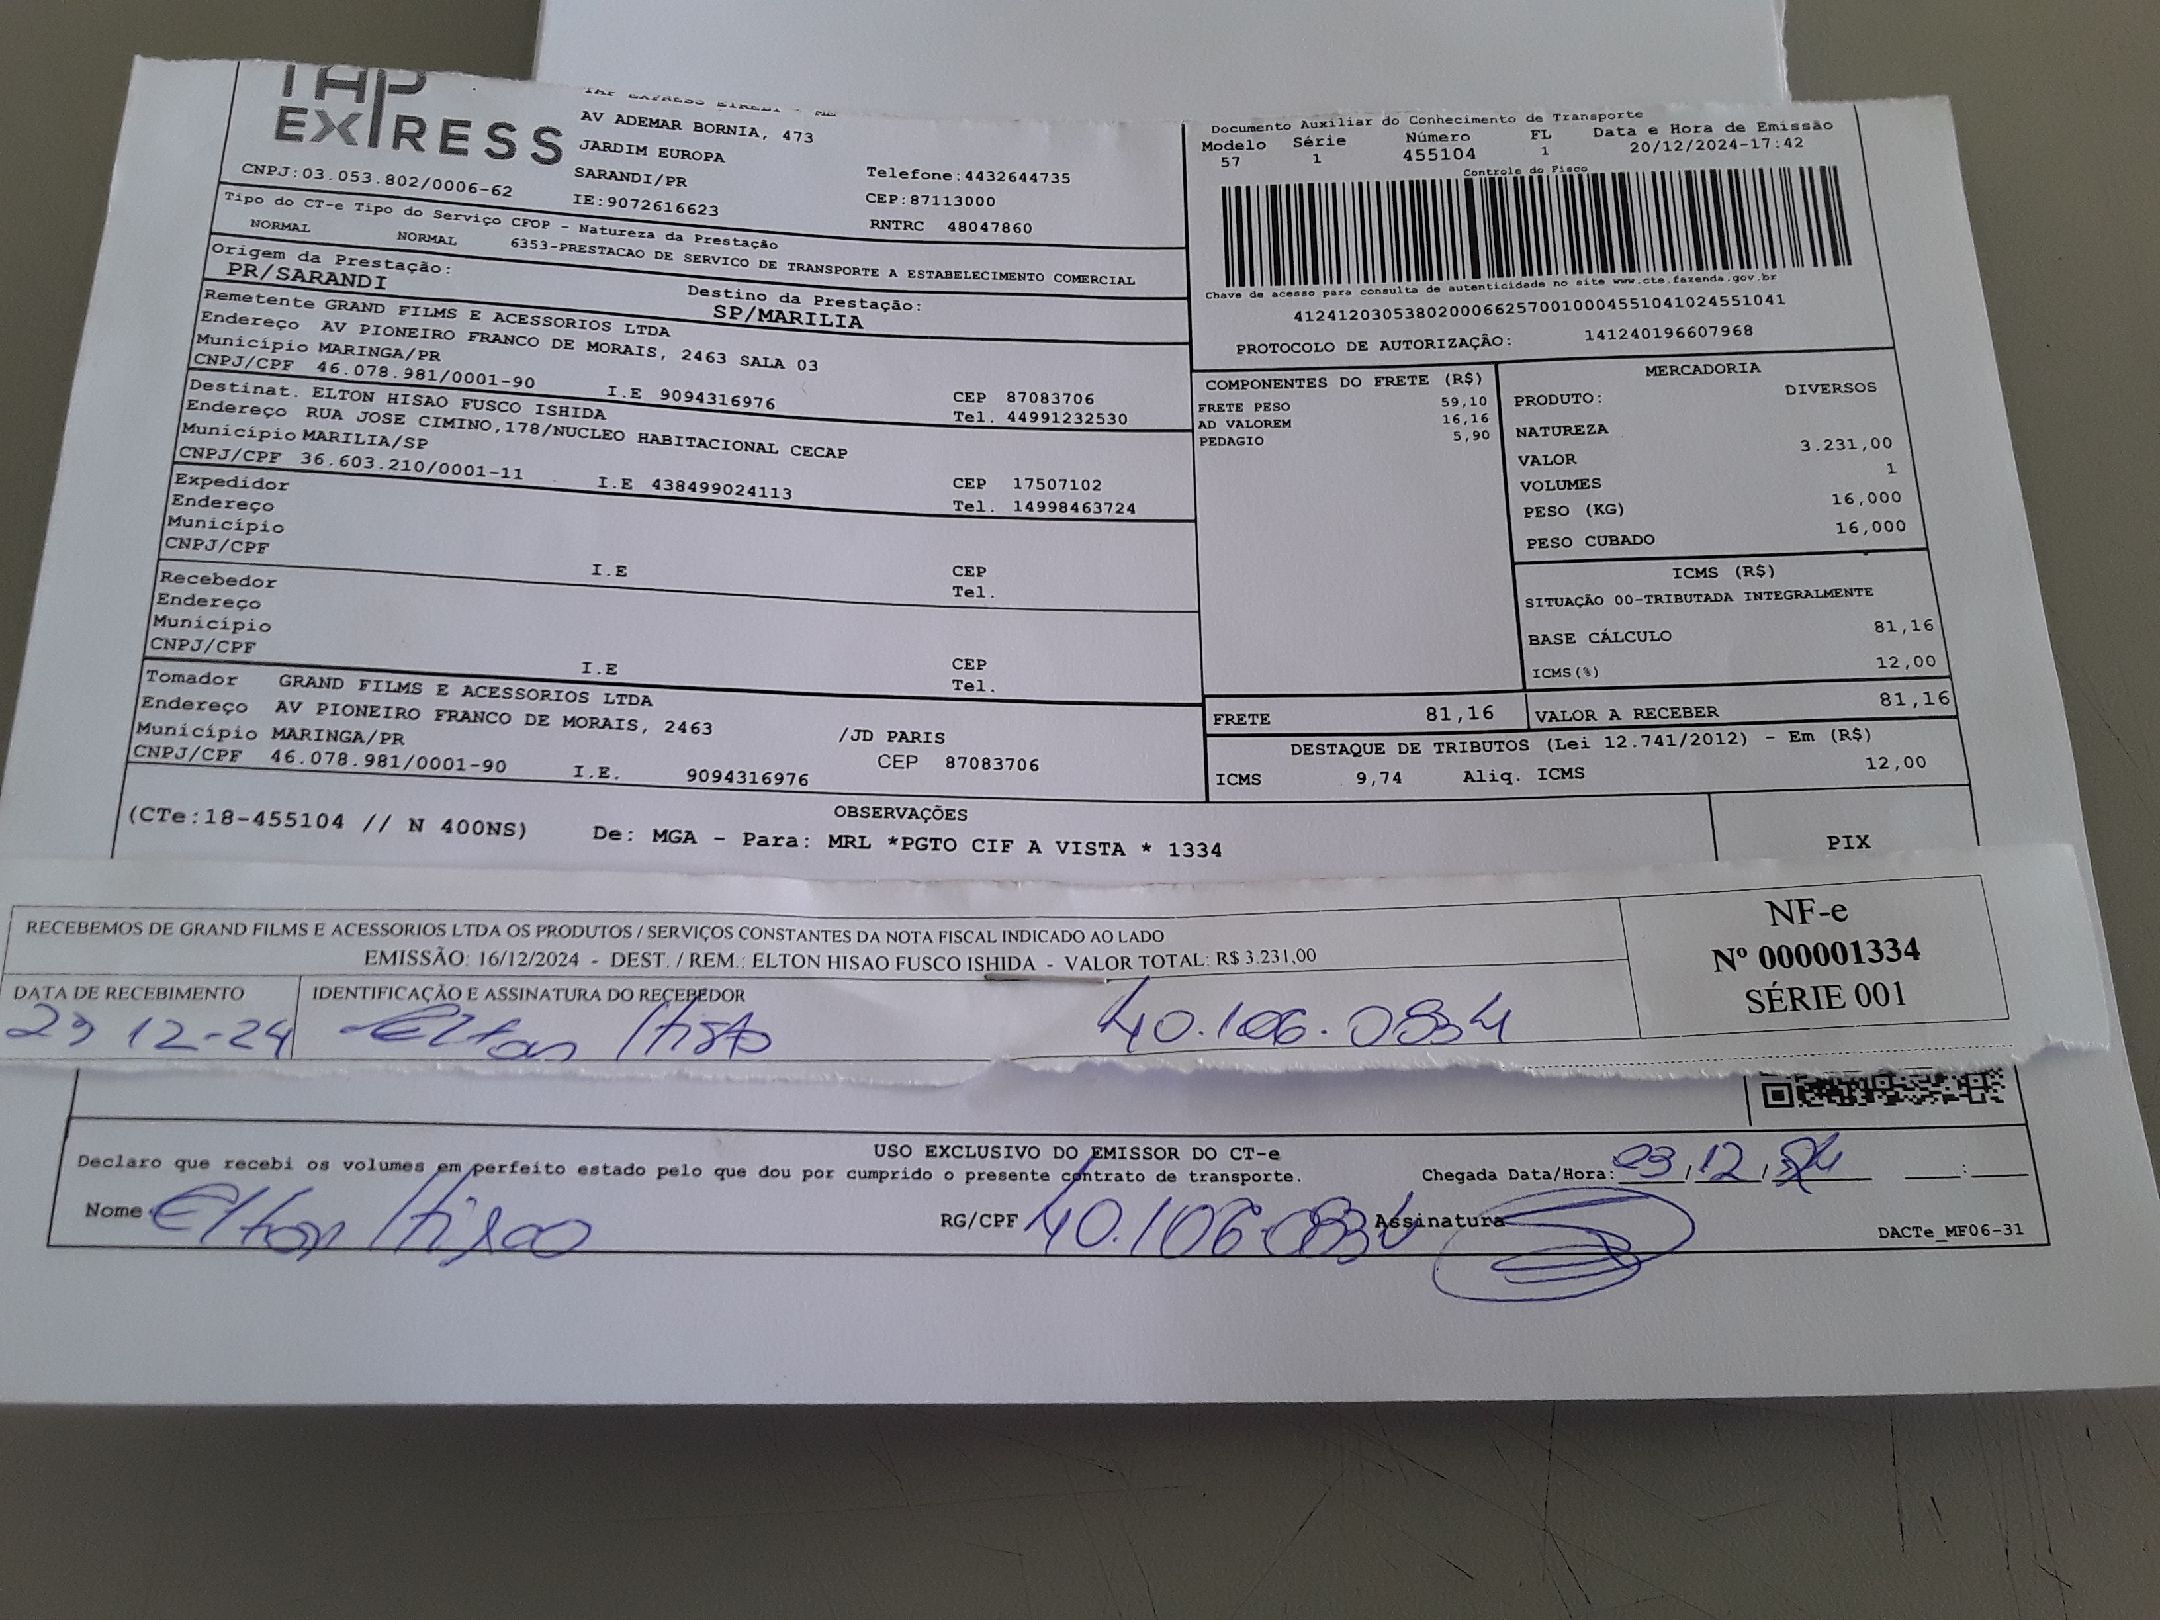 TAP
EXPRESS
TAP EXPRESS EIRELI - ME
AV ADEMAR BORNIA, 473
JARDIM EUROPA
SARANDI/PR Telefone:4432644735
CNPJ:03.053.802/0006-62 IE:9072616623 CEP:87113000
RNTRC 48047860
Tipo do CT-e Tipo do Serviço CFOP - Natureza da Prestação
NORMAL NORMAL 6353-PRESTACAO DE SERVICO DE TRANSPORTE A ESTABELECIMENTO COMERCIAL
Origem da Prestação: Destino da Prestação:
PR/SARANDI SP/MARILIA
Remetente GRAND FILMS E ACESSORIOS LTDA
Endereço AV PIONEIRO FRANCO DE MORAIS, 2463 SALA 03
Município MARINGA/PR CEP 87083706
CNPJ/CPF 46.078.981/0001-90 I.E 9094316976 Tel. 44991232530
Destinat. ELTON HISAO FUSCO ISHIDA
Endereço RUA JOSE CIMINO,178/NUCLEO HABITACIONAL CECAP
Município MARILIA/SP CEP 17507102
CNPJ/CPF 36.603.210/0001-11 I.E 438499024113 Tel. 14998463724
Expedidor
Endereço
Município CEP
CNPJ/CPF I.E Tel.
Recebedor
Endereço
Município CEP
CNPJ/CPF I.E Tel.
Tomador GRAND FILMS E ACESSORIOS LTDA
Endereço AV PIONEIRO FRANCO DE MORAIS, 2463 /JD PARIS
Município MARINGA/PR CEP 87083706
CNPJ/CPF 46.078.981/0001-90 I.E. 9094316976
Documento Auxiliar do Conhecimento de Transporte
Modelo Série Número FL Data e Hora de Emissão
57 1 455104 1 20/12/2024-17:42
Controle do Fisco
Chave de acesso para consulta de autenticidade no site www.cte.fazenda.gov.br
41241203053802000662570010004551041024551041
PROTOCOLO DE AUTORIZAÇÃO: 141240196607968
COMPONENTES DO FRETE (R$)
FRETE PESO 59,10
AD VALOREM 16,16
PEDAGIO 5,90
MERCADORIA
PRODUTO: DIVERSOS
NATUREZA
VALOR 3.231,00
VOLUMES 1
PESO (KG) 16,000
PESO CUBADO 16,000
ICMS (R$)
SITUAÇÃO 00-TRIBUTADA INTEGRALMENTE
BASE CÁLCULO 81,16
ICMS(%) 12,00
FRETE 81,16 VALOR A RECEBER 81,16
DESTAQUE DE TRIBUTOS (Lei 12.741/2012) - Em (R$)
ICMS 9,74 Aliq. ICMS 12,00
OBSERVAÇÕES
(CTe:18-455104 // N 400NS) De: MGA - Para: MRL *PGTO CIF A VISTA * 1334
PIX
RECEBEMOS DE GRAND FILMS E ACESSORIOS LTDA OS PRODUTOS / SERVIÇOS CONSTANTES DA NOTA FISCAL INDICADO AO LADO
EMISSÃO: 16/12/2024 - DEST. / REM.: ELTON HISAO FUSCO ISHIDA - VALOR TOTAL: R$ 3.231,00
DATA DE RECEBIMENTO IDENTIFICAÇÃO E ASSINATURA DO RECEBEDOR
23 12-24 Elton Hisao 40.106.0834
NF-e
Nº 000001334
SÉRIE 001
USO EXCLUSIVO DO EMISSOR DO CT-e
Declaro que recebi os volumes em perfeito estado pelo que dou por cumprido o presente contrato de transporte. Chegada Data/Hora: 23/12/24 :
Nome Elton Hisao RG/CPF 40.106.0834 Assinatura
DACTe_MF06-31